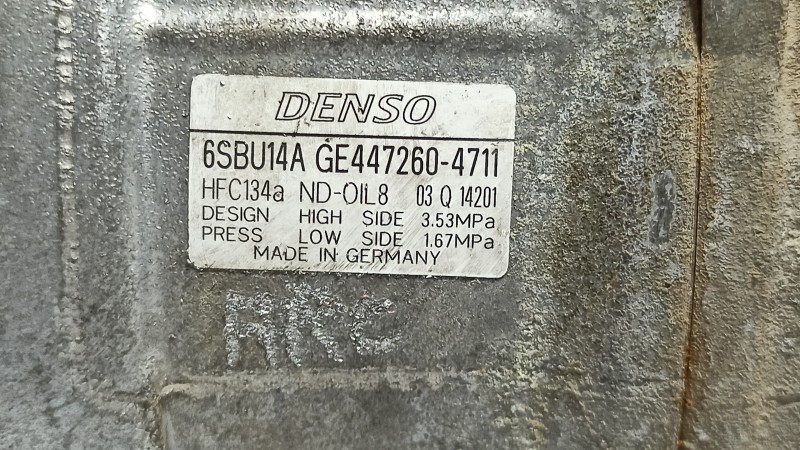 DENSO
6SBU14A GE447260-4711
HFC134a ND-OIL8 03 Q 14201
DESIGN HIGH SIDE 3.53MPa
PRESS LOW SIDE 1.67MPa
MADE IN GERMANY